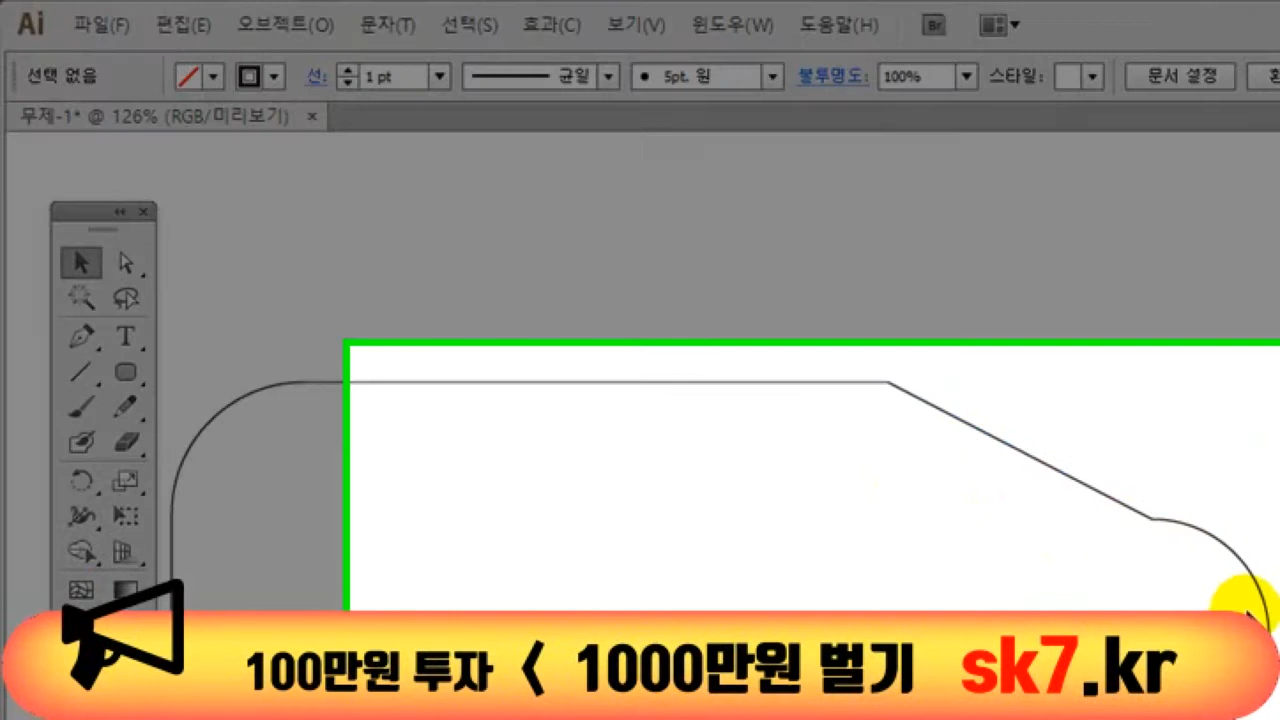 Ai 파일(F) 편집(E) 오브젝트(O) 문자(T) 선택(S) 효과(C) 보기(V) 윈도우(W) 도움말(H) Br
선택 없음 선: 1 pt 균일 5pt. 원 불투명도: 100% 스타일: 문서 설정
무제-1* @ 126% (RGB/미리보기) ×
T
100만원 투자 < 1000만원 벌기 sk7.kr